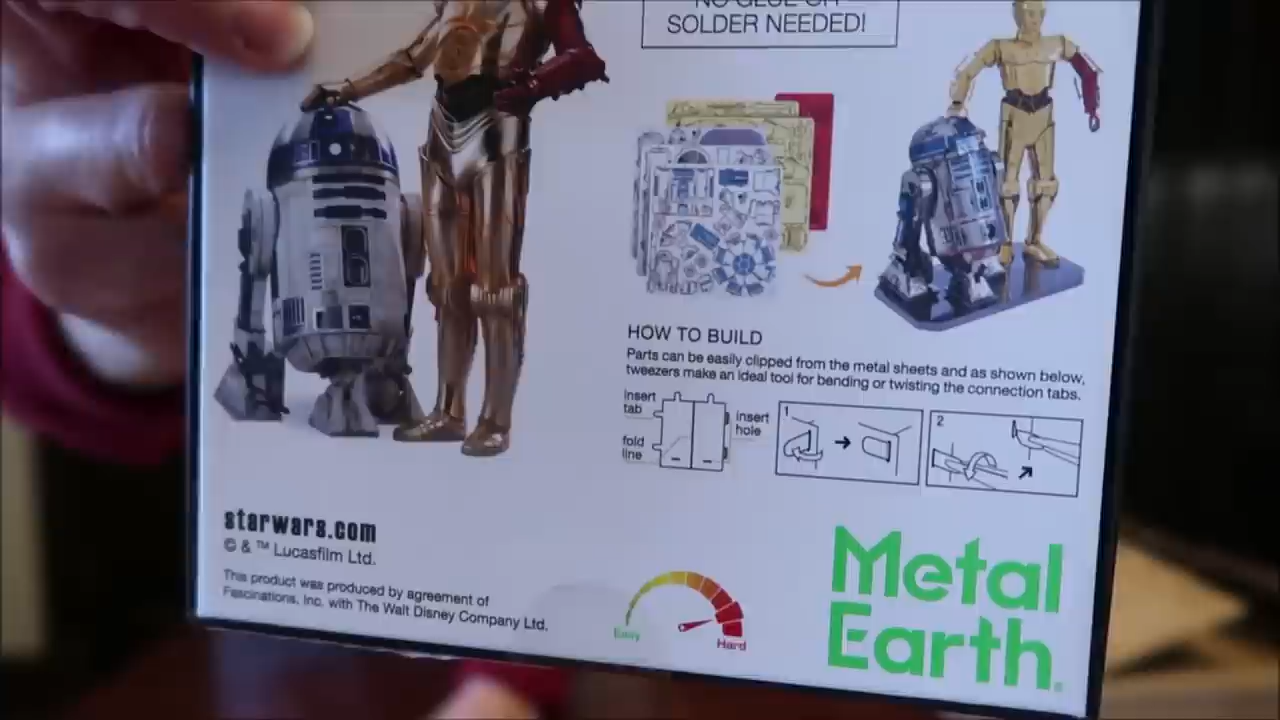 NO GLUE OR
SOLDER NEEDED!
HOW TO BUILD
Parts can be easily clipped from the metal sheets and as shown below,
tweezers make an ideal tool for bending or twisting the connection tabs.
insert
tab
fold
line
insert
hole
1
2
starwars.com
© & ™ Lucasfilm Ltd.
This product was produced by agreement of
Fascinations, Inc. with The Walt Disney Company Ltd.
Easy
Hard
Metal
Earth®